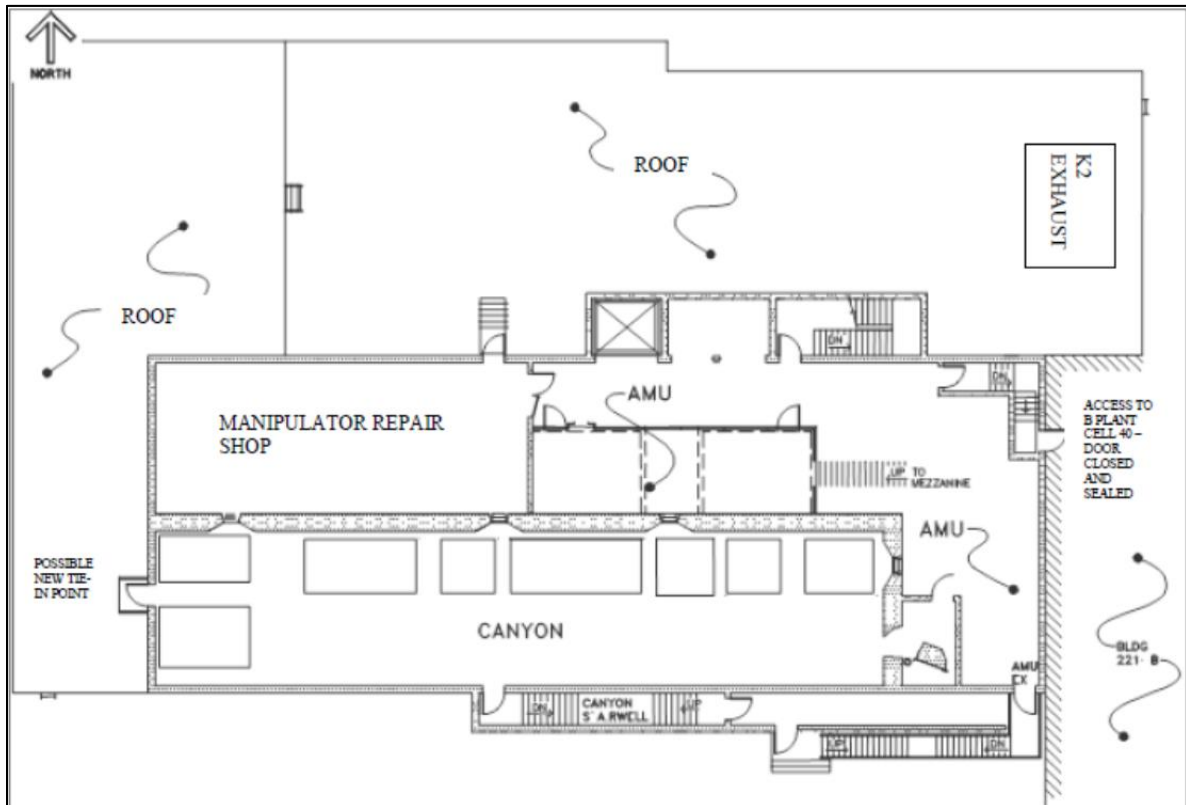 NORTH
ROOF
K2
EXHAUST
ROOF
DN
AMU
DN
MANIPULATOR REPAIR
SHOP
ACCESS TO
B PLANT
CELL 40 –
DOOR
CLOSED
AND
SEALED
UP TO
MEZZANINE
AMU
POSSIBLE
NEW TIE-
IN POINT
CANYON
BLDG
221- B
AMU
EX
DN
CANYON
S' A RWELL
UP
UP
DN